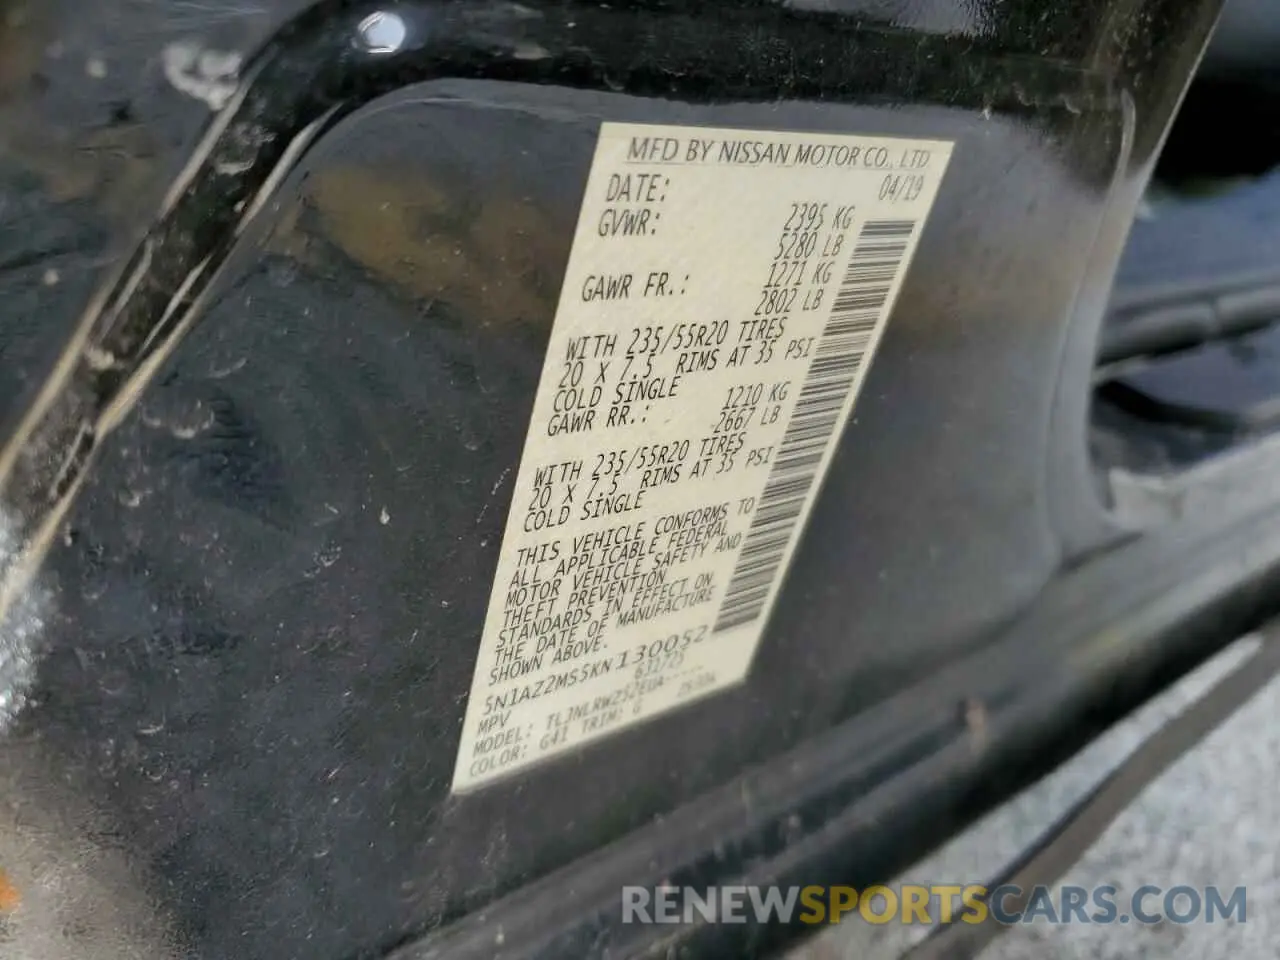 MFD BY NISSAN MOTOR CO., LTD
DATE: 04/19
GVWR: 2395 KG
5280 LB
GAWR FR.: 1271 KG
2802 LB
WITH 235/55R20 TIRES
20 X 7.5 RIMS AT 35 PSI
COLD SINGLE
GAWR RR.: 1210 KG
2667 LB
WITH 235/55R20 TIRES
20 X 7.5 RIMS AT 35 PSI
COLD SINGLE
THIS VEHICLE CONFORMS TO
ALL APPLICABLE FEDERAL
MOTOR VEHICLE SAFETY AND
THEFT PREVENTION
STANDARDS IN EFFECT ON
THE DATE OF MANUFACTURE
SHOWN ABOVE.
5N1AZ2MS5KN130052
MPV
MODEL: TLJNLRWZ52EUA-----
COLOR: G41 TRIM: G
RENEWSPORTSCARS.COM